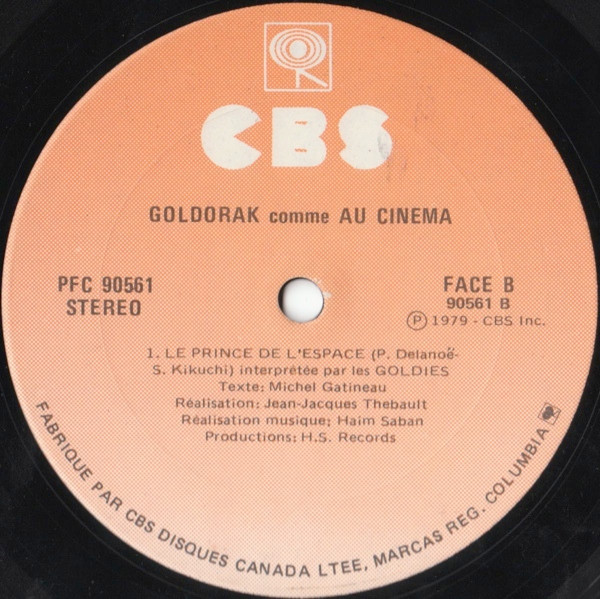 CBS
GOLDORAK comme AU CINEMA
PFC 90561
STEREO
FACE B
90561 B
Ⓟ 1979 - CBS Inc.
1. LE PRINCE DE L'ESPACE (P. Delanoë-
S. Kikuchi) interprétée par les GOLDIES
Texte: Michel Gatineau
Réalisation: Jean-Jacques Thebault
Réalisation musique: Haim Saban
Productions: H.S. Records
FABRIQUE PAR CBS DISQUES CANADA LTEE, MARCAS REG. COLUMBIA